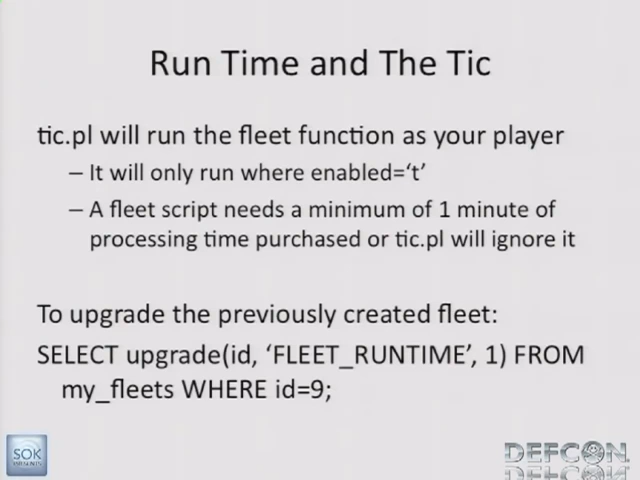 Run Time and The Tic
tic.pl will run the fleet function as your player
– It will only run where enabled=‘t’
– A fleet script needs a minimum of 1 minute of
processing time purchased or tic.pl will ignore it
To upgrade the previously created fleet:
SELECT upgrade(id, ‘FLEET_RUNTIME’, 1) FROM
my_fleets WHERE id=9;
SOK
PRESENTS
DEFCON